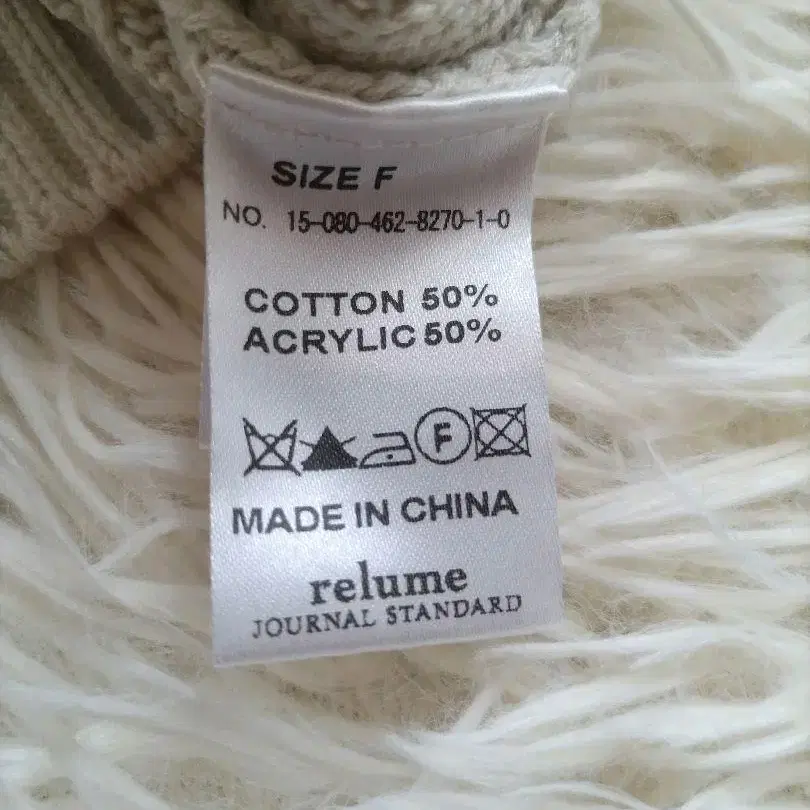 SIZE F
NO. 15-080-462-8270-1-0
COTTON 50%
ACRYLIC 50%
F
MADE IN CHINA
relume
JOURNAL STANDARD